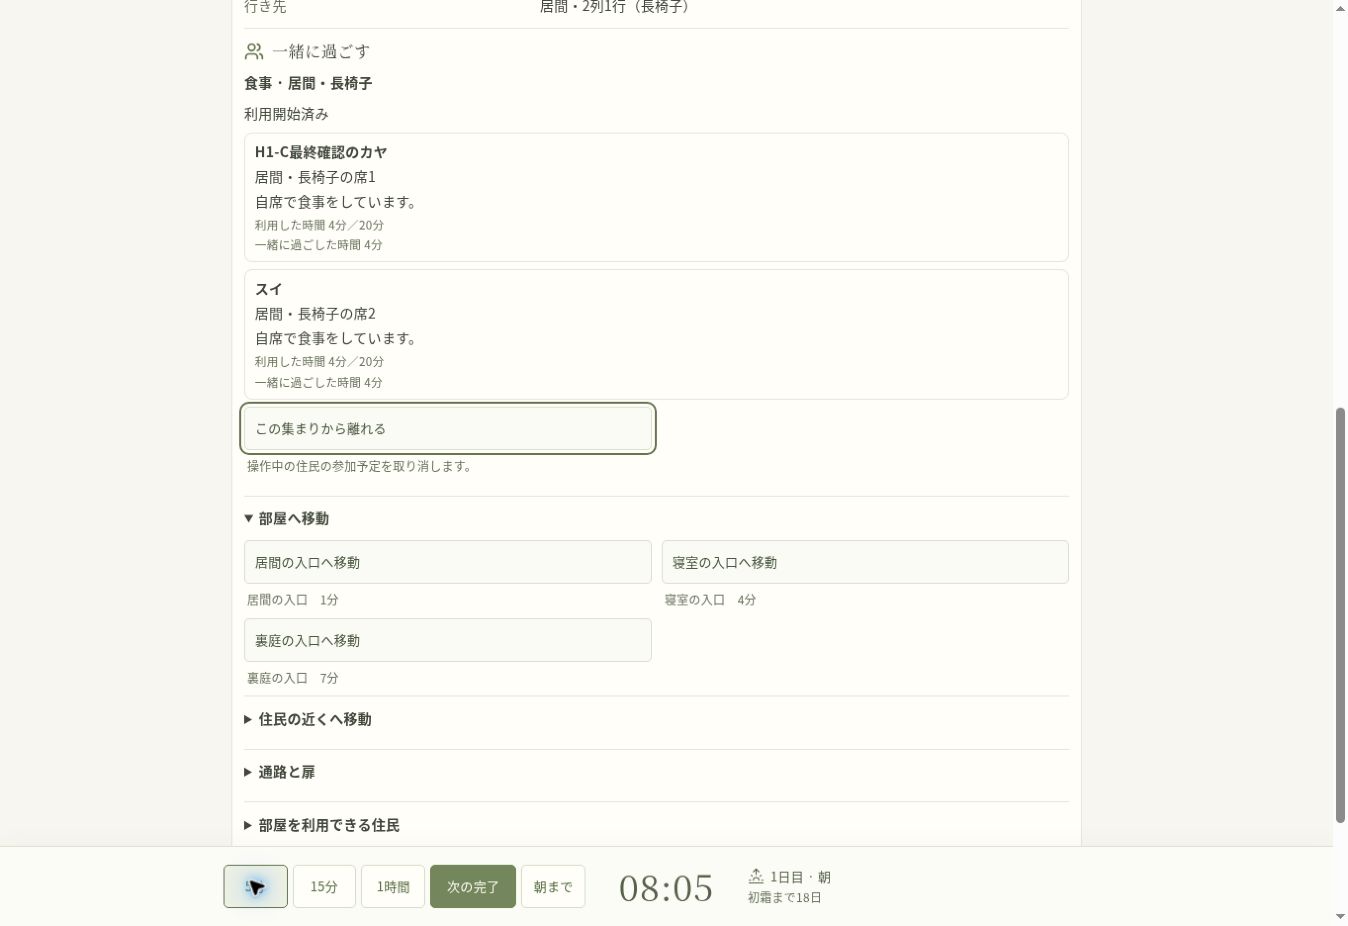 行き先
居間・2列1行（長椅子）
一緒に過ごす
食事・居間・長椅子
利用開始済み
H1-C最終確認のカヤ
居間・長椅子の席1
自席で食事をしています。
利用した時間 4分／20分
一緒に過ごした時間 4分
スイ
居間・長椅子の席2
自席で食事をしています。
利用した時間 4分／20分
一緒に過ごした時間 4分
この集まりから離れる
操作中の住民の参加予定を取り消します。
▼ 部屋へ移動
居間の入口へ移動
寝室の入口へ移動
居間の入口　1分
寝室の入口　4分
裏庭の入口へ移動
裏庭の入口　7分
▶ 住民の近くへ移動
▶ 通路と扉
▶ 部屋を利用できる住民
15分
1時間
次の完了
朝まで
08:05
1日目 · 朝
初霜まで18日